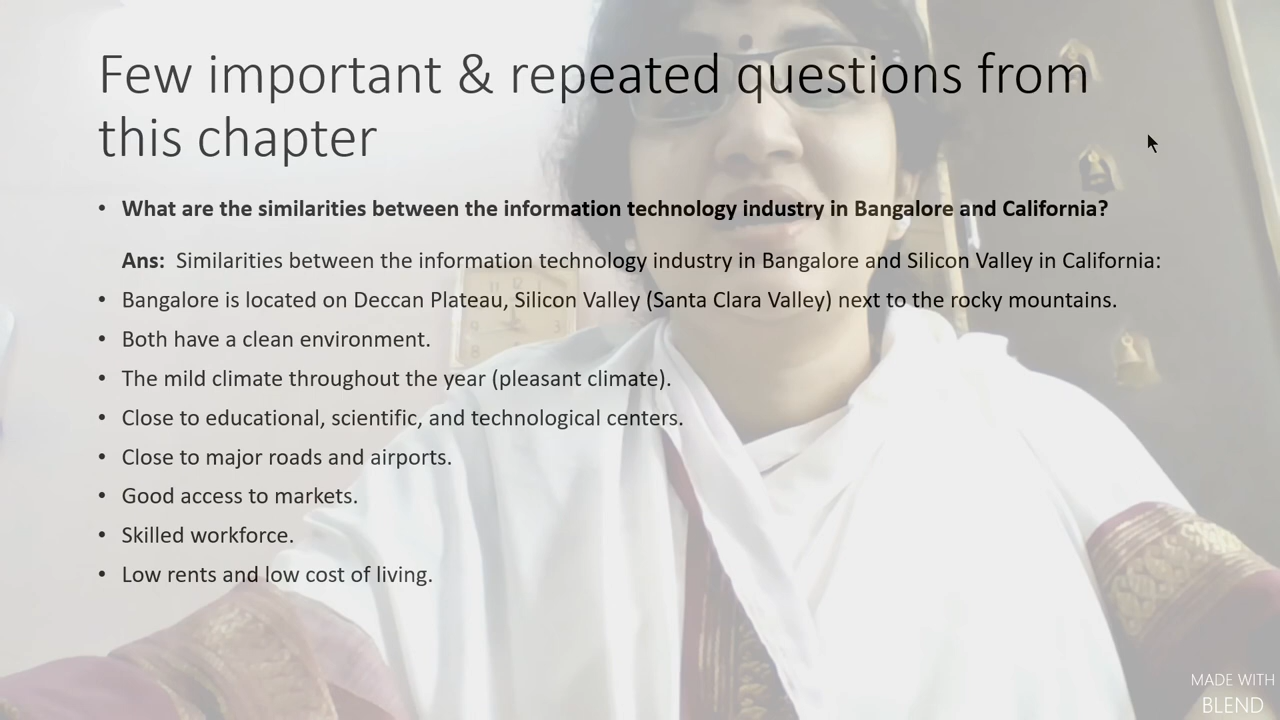 Few important & repeated questions from
this chapter
• What are the similarities between the information technology industry in Bangalore and California?
Ans: Similarities between the information technology industry in Bangalore and Silicon Valley in California:
• Bangalore is located on Deccan Plateau, Silicon Valley (Santa Clara Valley) next to the rocky mountains.
• Both have a clean environment.
• The mild climate throughout the year (pleasant climate).
• Close to educational, scientific, and technological centers.
• Close to major roads and airports.
• Good access to markets.
• Skilled workforce.
• Low rents and low cost of living.
MADE WITH
BLEND